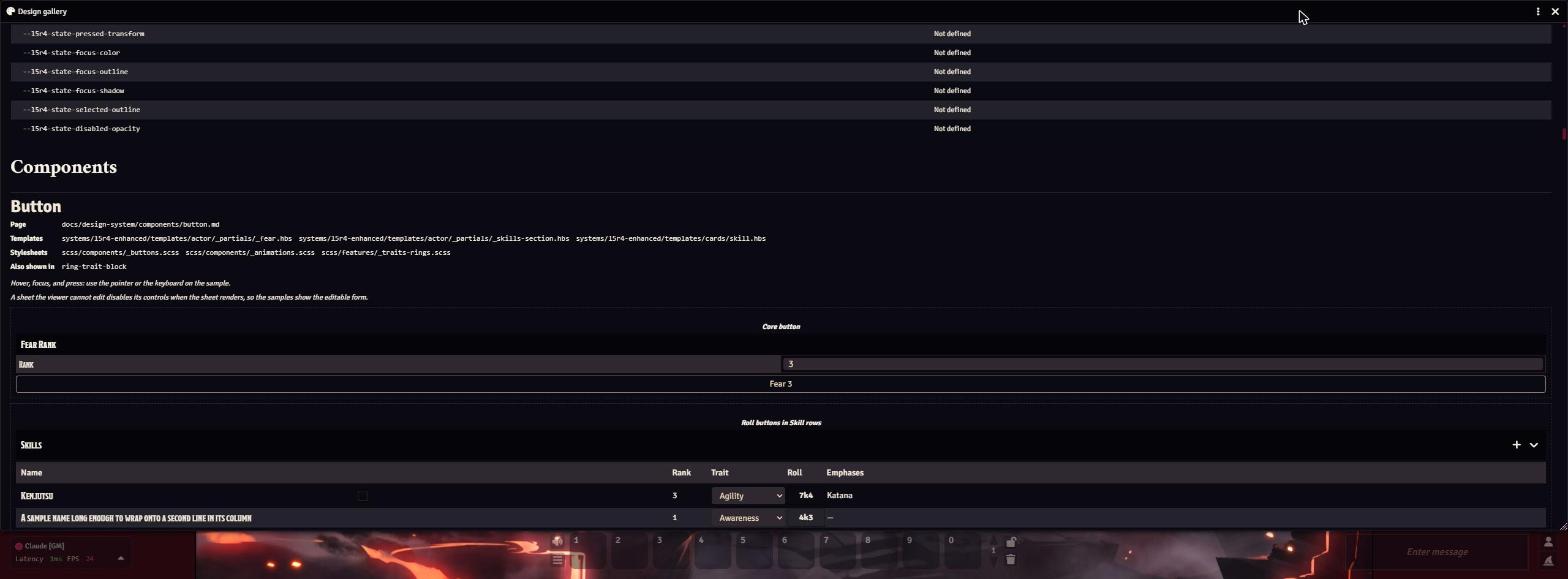 Design gallery
--l5r4-state-pressed-transform Not defined
--l5r4-state-focus-color Not defined
--l5r4-state-focus-outline Not defined
--l5r4-state-focus-shadow Not defined
--l5r4-state-selected-outline Not defined
--l5r4-state-disabled-opacity Not defined
Components
Button
Page docs/design-system/components/button.md
Templates systems/l5r4-enhanced/templates/actor/_partials/_fear.hbs systems/l5r4-enhanced/templates/actor/_partials/_skills-section.hbs systems/l5r4-enhanced/templates/cards/skill.hbs
Stylesheets scss/components/_buttons.scss scss/components/_animations.scss scss/features/_traits-rings.scss
Also shown in ring-trait-block
Hover, focus, and press: use the pointer or the keyboard on the sample.
A sheet the viewer cannot edit disables its controls when the sheet renders, so the samples show the editable form.
Core button
Fear Rank
Rank 3
Fear 3
Roll buttons in Skill rows
Skills
Name Rank Trait Roll Emphases
Kenjutsu 3 Agility 7k4 Katana
A sample name long enough to wrap onto a second line in its column 1 Awareness 4k3 —
Claude [GM]
Latency 3ms FPS 24
1 2 3 4 5 6 7 8 9 0
1
Enter message